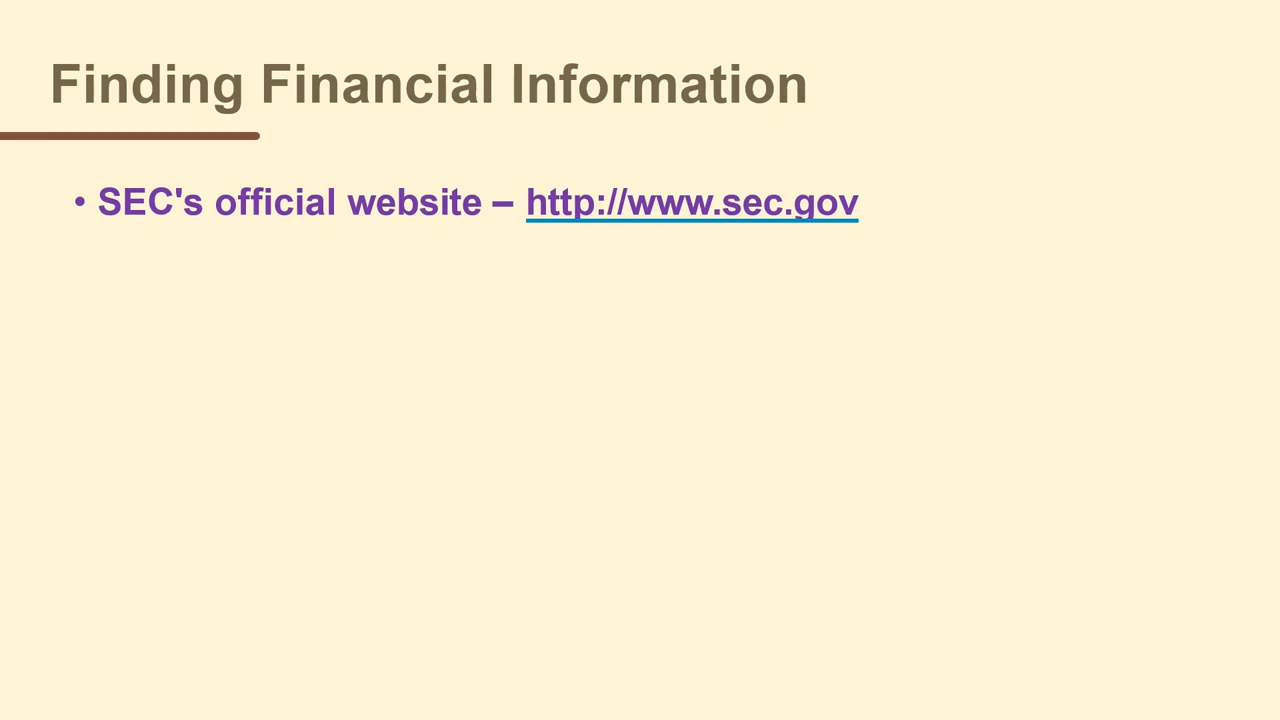 Finding Financial Information
• SEC's official website – http://www.sec.gov